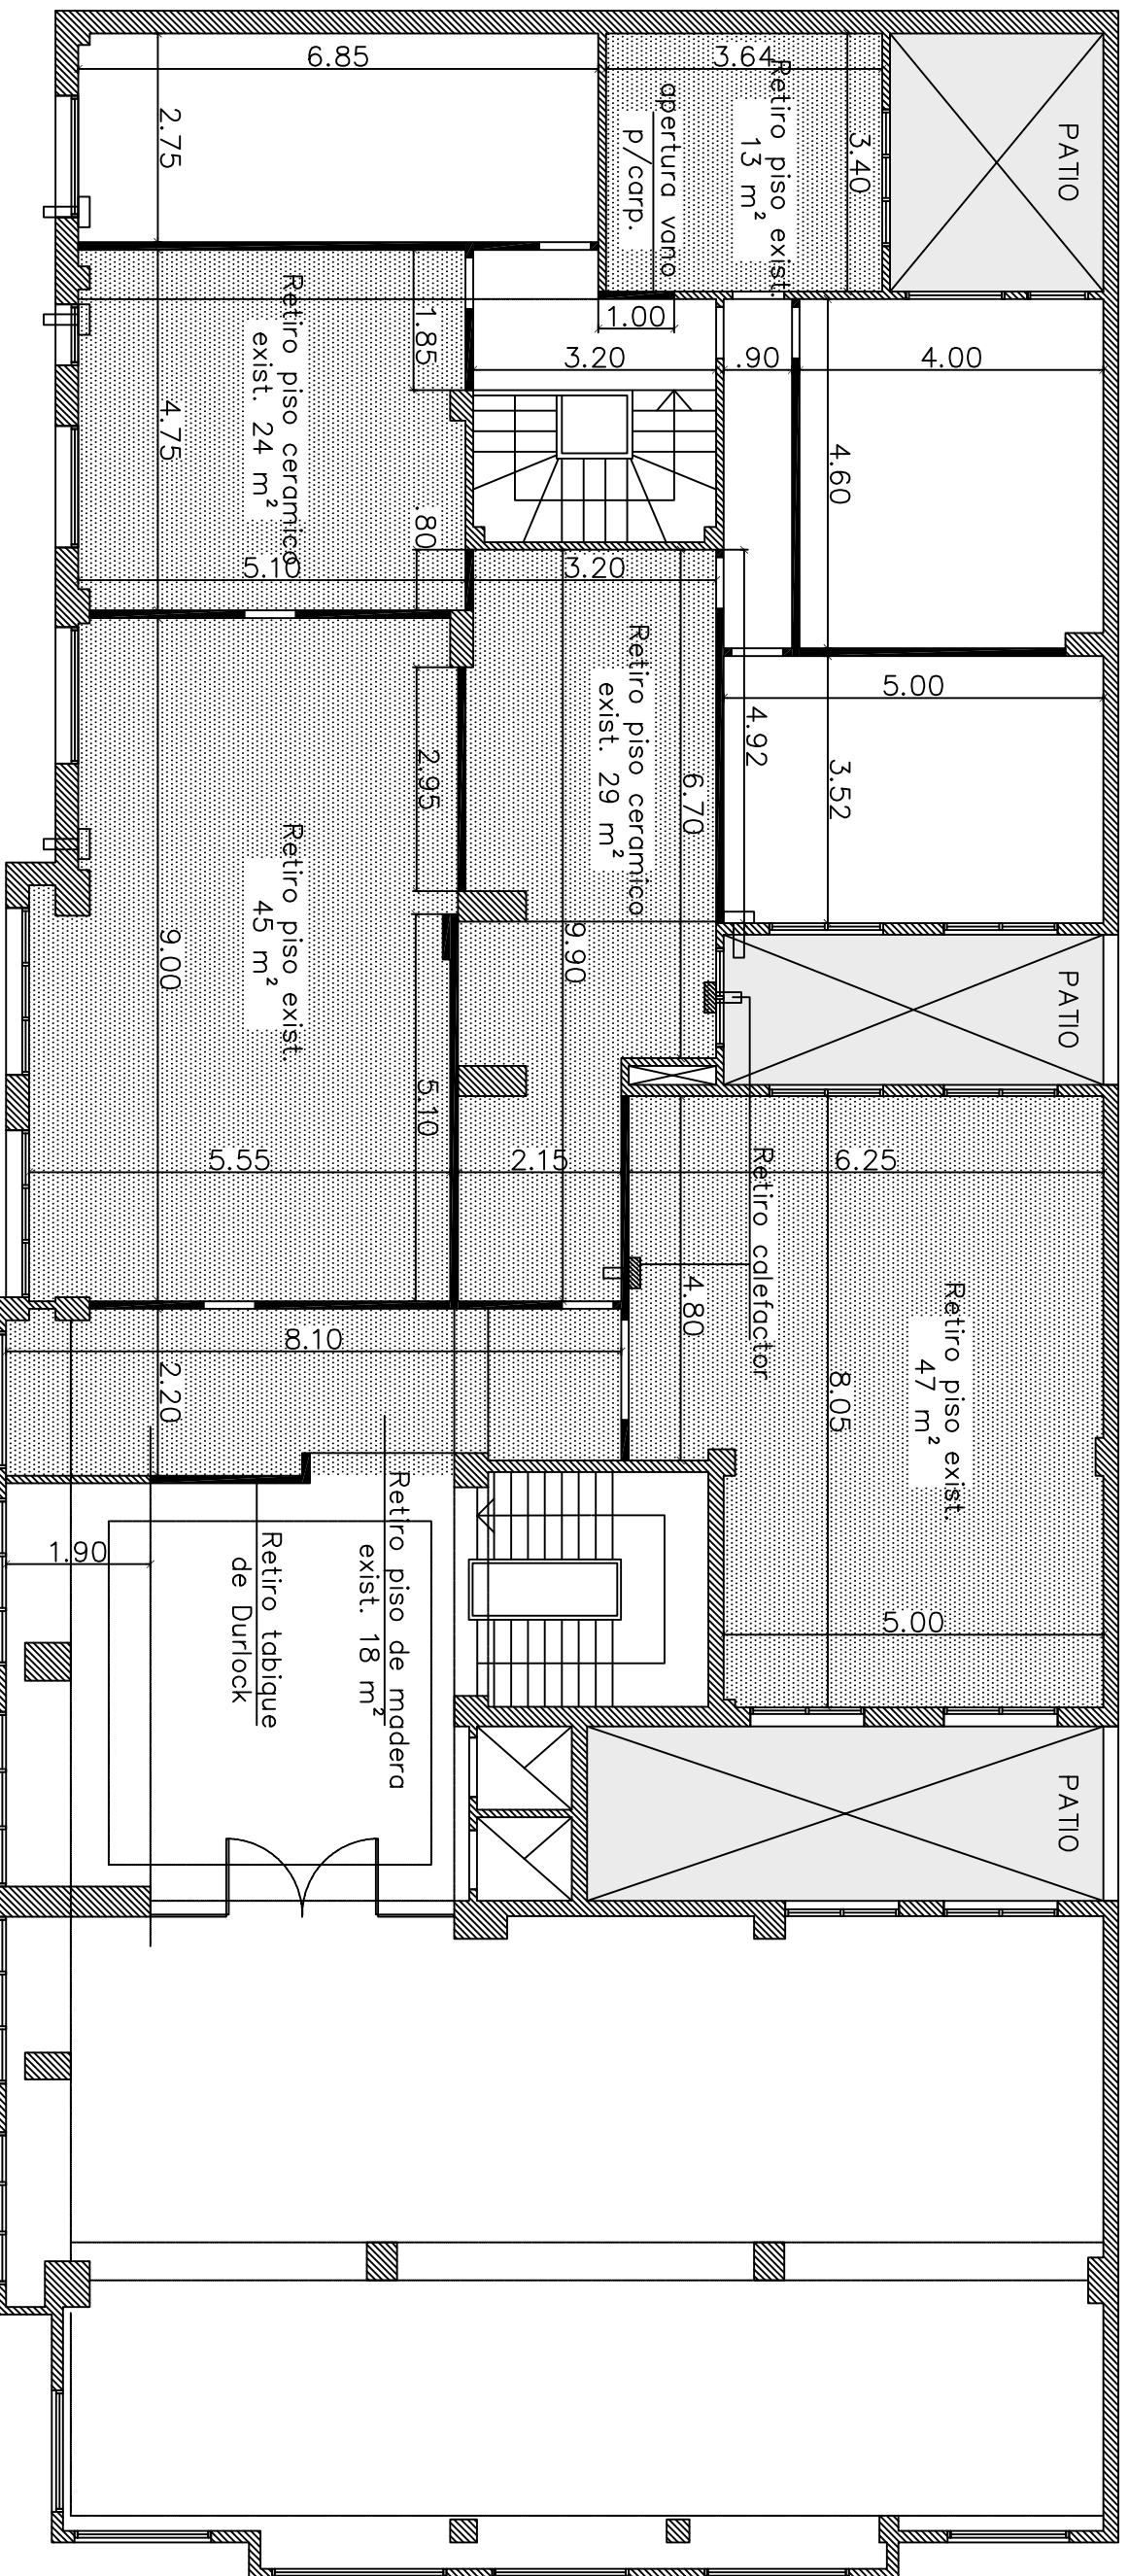 6.85
3.64
PATIO
2.75
3.40
Retiro piso exist.
13 m²
apertura vano
p/carp.
1.00
1.85
3.20
.90
4.00
Retiro piso ceramico
exist. 24 m²
4.75
4.60
.80
5.10
3.20
5.00
4.92
3.52
6.70
Retiro piso ceramico
exist. 29 m²
2.95
Retiro piso exist.
45 m²
9.00
9.90
PATIO
5.10
5.55
2.15
6.25
Retiro calefactor
4.80
Retiro piso exist.
47 m²
8.05
8.10
2.20
1.90
5.00
Retiro piso de madera
exist. 18 m²
Retiro tabique
de Durlock
PATIO